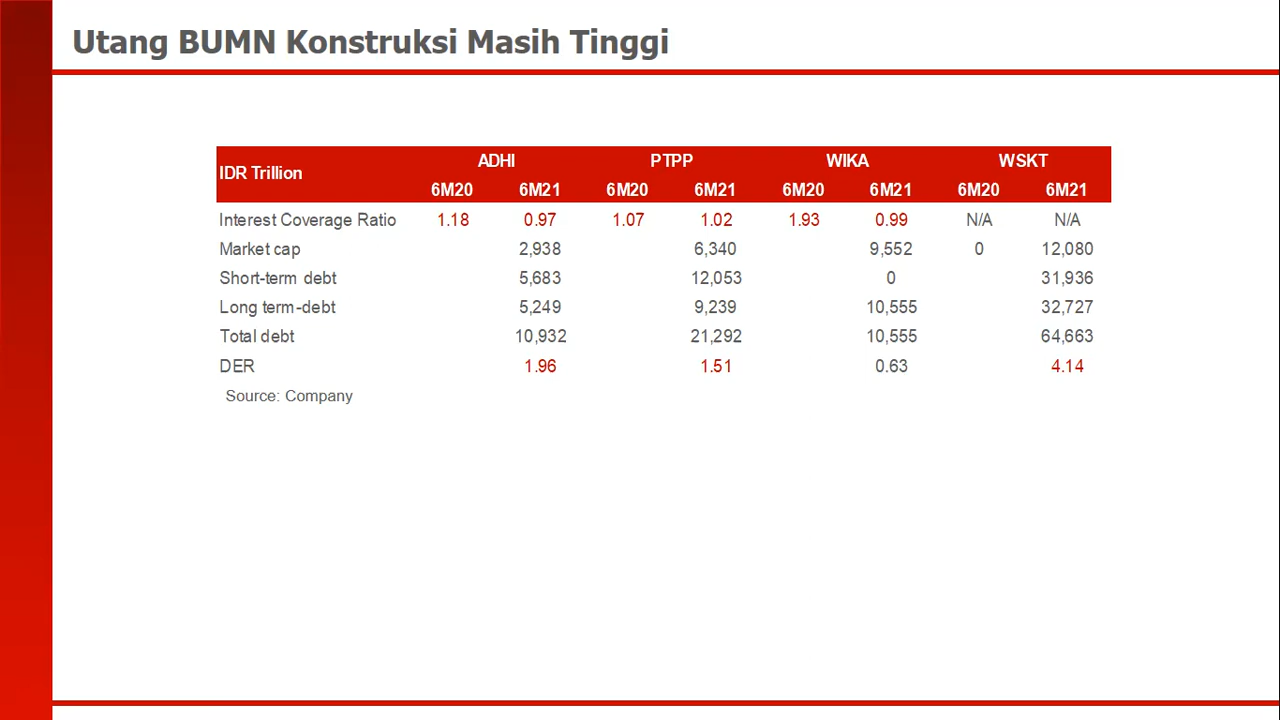 Utang BUMN Konstruksi Masih Tinggi
IDR Trillion ADHI PTPP WIKA WSKT
6M20 6M21 6M20 6M21 6M20 6M21 6M20 6M21
Interest Coverage Ratio 1.18 0.97 1.07 1.02 1.93 0.99 N/A N/A
Market cap 2,938 6,340 9,552 0 12,080
Short-term debt 5,683 12,053 0 31,936
Long term-debt 5,249 9,239 10,555 32,727
Total debt 10,932 21,292 10,555 64,663
DER 1.96 1.51 0.63 4.14
Source: Company